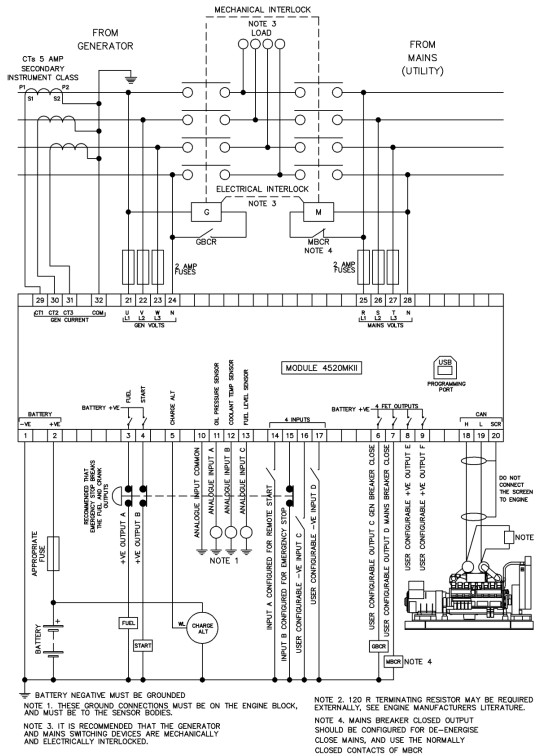 MECHANICAL INTERLOCK
FROM
GENERATOR
NOTE 3
LOAD
FROM
MAINS
(UTILITY)
CTs 5 AMP
SECONDARY
INSTRUMENT CLASS
P1
P2
S1
S2
ELECTRICAL INTERLOCK
NOTE 3
G
M
GBCR
MBCR
NOTE 4
2 AMP
FUSES
2 AMP
FUSES
29 30 31 32 21 22 23 24 25 26 27 28
CT1 CT2 CT3 COM
GEN CURRENT
U V W N
L1 L2 L3
GEN VOLTS
R S T N
L1 L2 L3
MAINS VOLTS
MODULE 4520MKII
USB
PROGRAMMING
PORT
BATTERY
-VE +VE
BATTERY +VE
FUEL
START
CHARGE ALT
OIL PRESSURE SENSOR
COOLANT TEMP SENSOR
FUEL LEVEL SENSOR
4 INPUTS
BATTERY +VE
4 FET OUTPUTS
CAN
H L SCR
1 2 3 4 5 10 11 12 13 14 15 16 17 6 7 8 9 18 19 20
APPROPRIATE
FUSE
RECOMMENDED THAT
EMERGENCY STOP BREAKS
THE FUEL AND CRANK
OUTPUTS
+VE OUTPUT A
+VE OUTPUT B
ANALOGUE INPUT COMMON
ANALOGUE INPUT A
ANALOGUE INPUT B
ANALOGUE INPUT C
NOTE 1
INPUT A CONFIGURED FOR REMOTE START
INPUT B CONFIGURED FOR EMERGENCY STOP
USER CONFIGURABLE -VE INPUT C
USER CONFIGURABLE -VE INPUT D
USER CONFIGURABLE OUTPUT C GEN BREAKER CLOSE
USER CONFIGURABLE OUTPUT D MAINS BREAKER CLOSE
USER CONFIGURABLE +VE OUTPUT E
USER CONFIGURABLE +VE OUTPUT F
DO NOT
CONNECT
THE SCREEN
TO ENGINE
NOTE
BATTERY
+
-
FUEL
START
WL
CHARGE
ALT
GBCR
MBCR
NOTE 4
BATTERY NEGATIVE MUST BE GROUNDED
NOTE 1. THESE GROUND CONNECTIONS MUST BE ON THE ENGINE BLOCK,
AND MUST BE TO THE SENSOR BODIES.
NOTE 3. IT IS RECOMMENDED THAT THE GENERATOR
AND MAINS SWITCHING DEVICES ARE MECHANICALLY
AND ELECTRICALLY INTERLOCKED.
NOTE 2. 120 R TERMINATING RESISTOR MAY BE REQUIRED
EXTERNALLY, SEE ENGINE MANUFACTURERS LITERATURE.
NOTE 4. MAINS BREAKER CLOSED OUTPUT
SHOULD BE CONFIGURED FOR DE-ENERGISE
CLOSE MAINS, AND USE THE NORMALLY
CLOSED CONTACTS OF MBCR